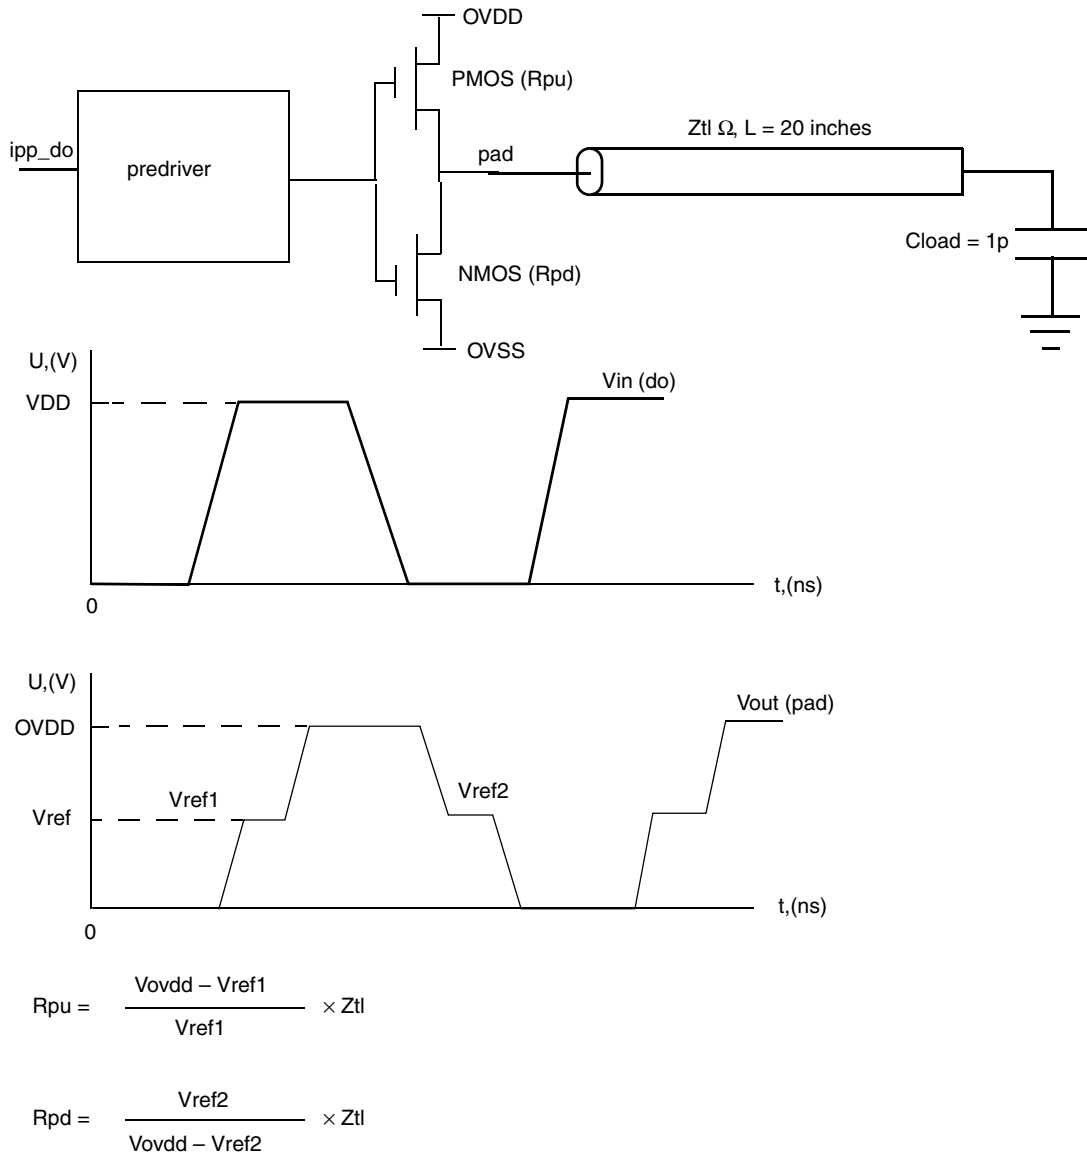 OVDD
PMOS (Rpu)
Ztl Ω, L = 20 inches
ipp_do
predriver
pad
Cload = 1p
NMOS (Rpd)
OVSS
U,(V)
VDD
Vin (do)
t,(ns)
0
U,(V)
OVDD
Vout (pad)
Vref1
Vref2
Vref
t,(ns)
0
Rpu = Vovdd – Vref1 × Ztl
Vref1
Rpd = Vref2 × Ztl
Vovdd – Vref2